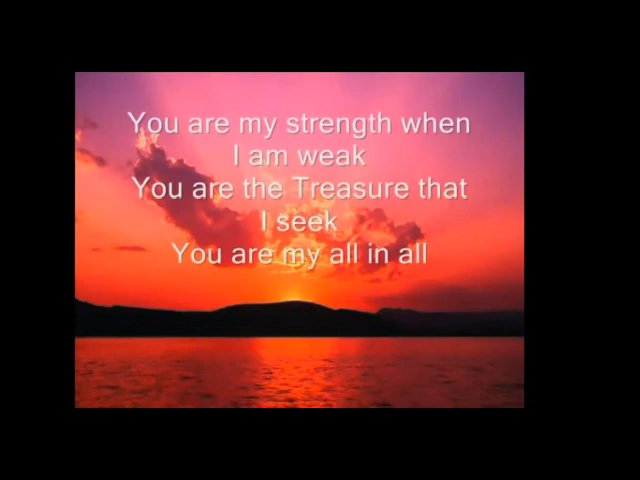 You are my strength when
I am weak
You are the Treasure that
I seek
You are my all in all